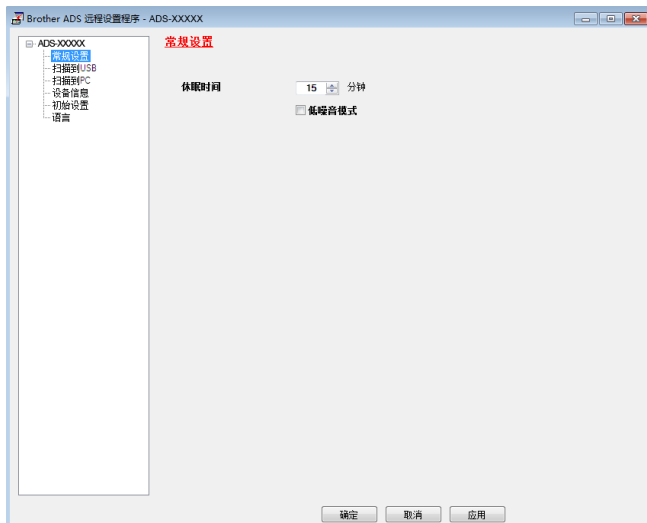 Brother ADS 远程设置程序 - ADS-XXXXX
ADS-XXXXX
常规设置
扫描到USB
扫描到PC
设备信息
初始设置
语言
常规设置
休眠时间 15 分钟
低噪音模式
确定 取消 应用